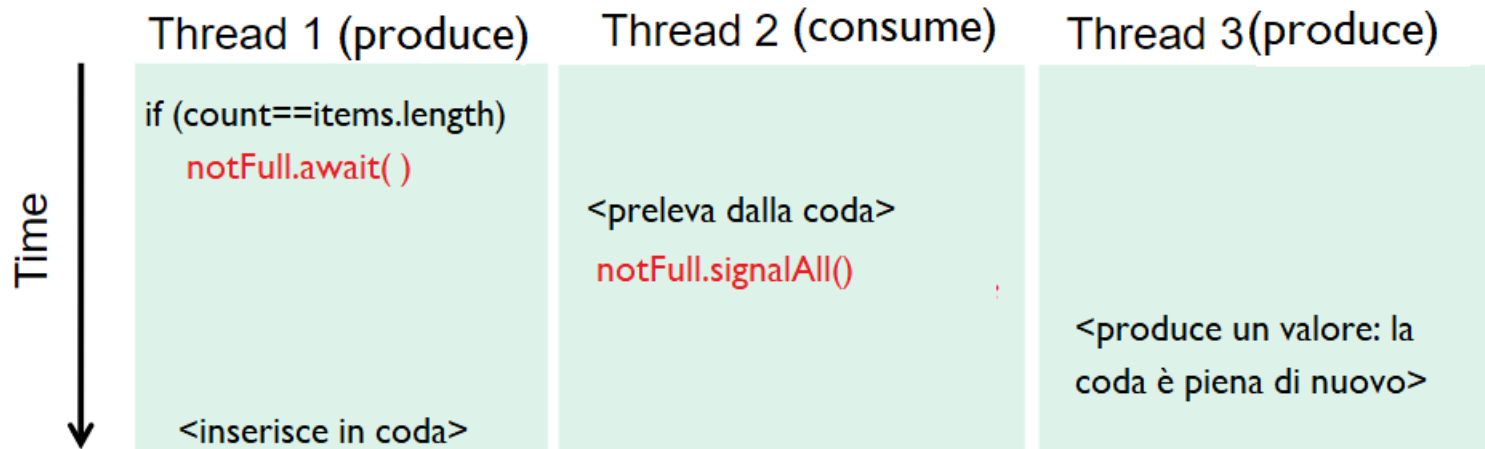 Thread 1 (produce)
Thread 2 (consume)
Thread 3(produce)
Time
if (count==items.length)
notFull.await( )
<preleva dalla coda>
notFull.signalAll()
<produce un valore: la
coda è piena di nuovo>
<inserisce in coda>